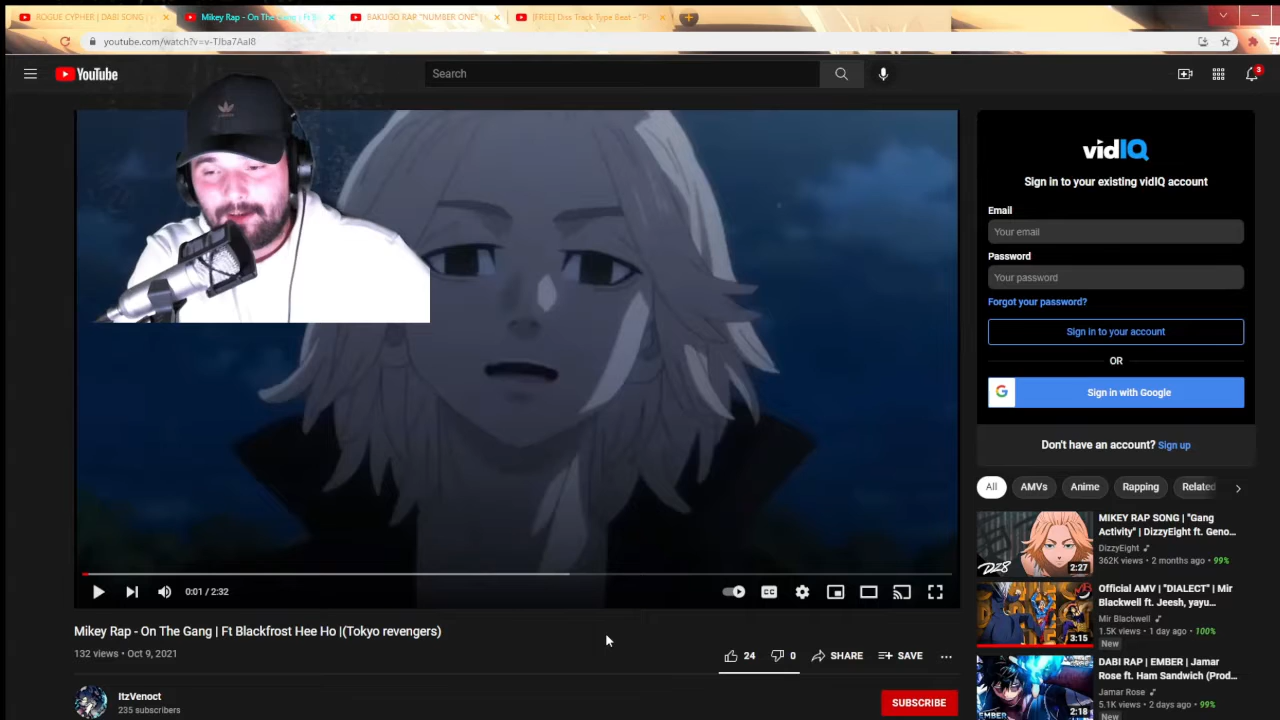 ROGUE CYPHER | DABI SONG |
Mikey Rap - On The Gang | Ft
BAKUGO RAP "NUMBER ONE" |
[FREE] Diss Track Type Beat - "P
youtube.com/watch?v=v-TJba7AaI8
YouTube
Search
3
vidIQ
Sign in to your existing vidIQ account
Email
Your email
Password
Your password
Forgot your password?
Sign in to your account
OR
G
Sign in with Google
Don't have an account? Sign up
All
AMVs
Anime
Rapping
Related
MIKEY RAP SONG | "Gang
Activity" | DizzyEight ft. Geno...
DizzyEight
362K views • 2 months ago • 99%
DZ8
2:27
Official AMV | "DIALECT" | Mir
Blackwell ft. Jeesh, yayu...
Mir Blackwell
1.5K views • 1 day ago • 100%
New
3:15
DABI RAP | EMBER | Jamar
Rose ft. Ham Sandwich (Prod...
Jamar Rose
5.1K views • 2 days ago • 99%
New
EMBER
2:18
0:01 / 2:32
CC
Mikey Rap - On The Gang | Ft Blackfrost Hee Ho |(Tokyo revengers)
132 views • Oct 9, 2021
24
0
SHARE
SAVE
ItzVenoct
235 subscribers
SUBSCRIBE